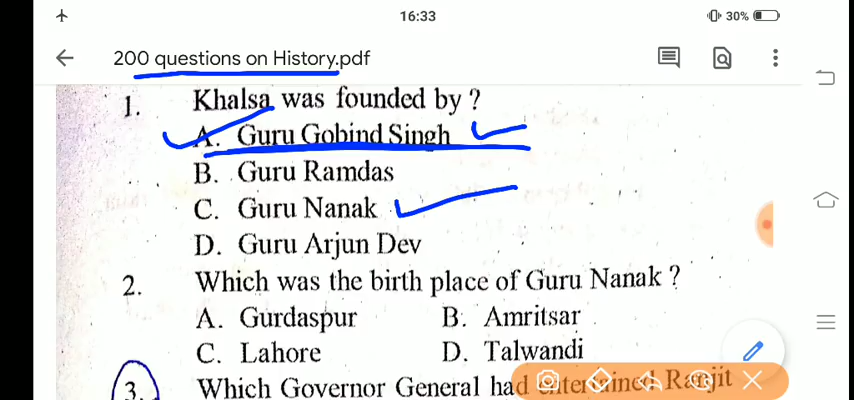 16:33
30%
200 questions on History.pdf
1. Khalsa was founded by ?
A. Guru Gobind Singh
B. Guru Ramdas
C. Guru Nanak
D. Guru Arjun Dev
2. Which was the birth place of Guru Nanak ?
A. Gurdaspur B. Amritsar
C. Lahore D. Talwandi
3. Which Governor General had entertained Ranjit